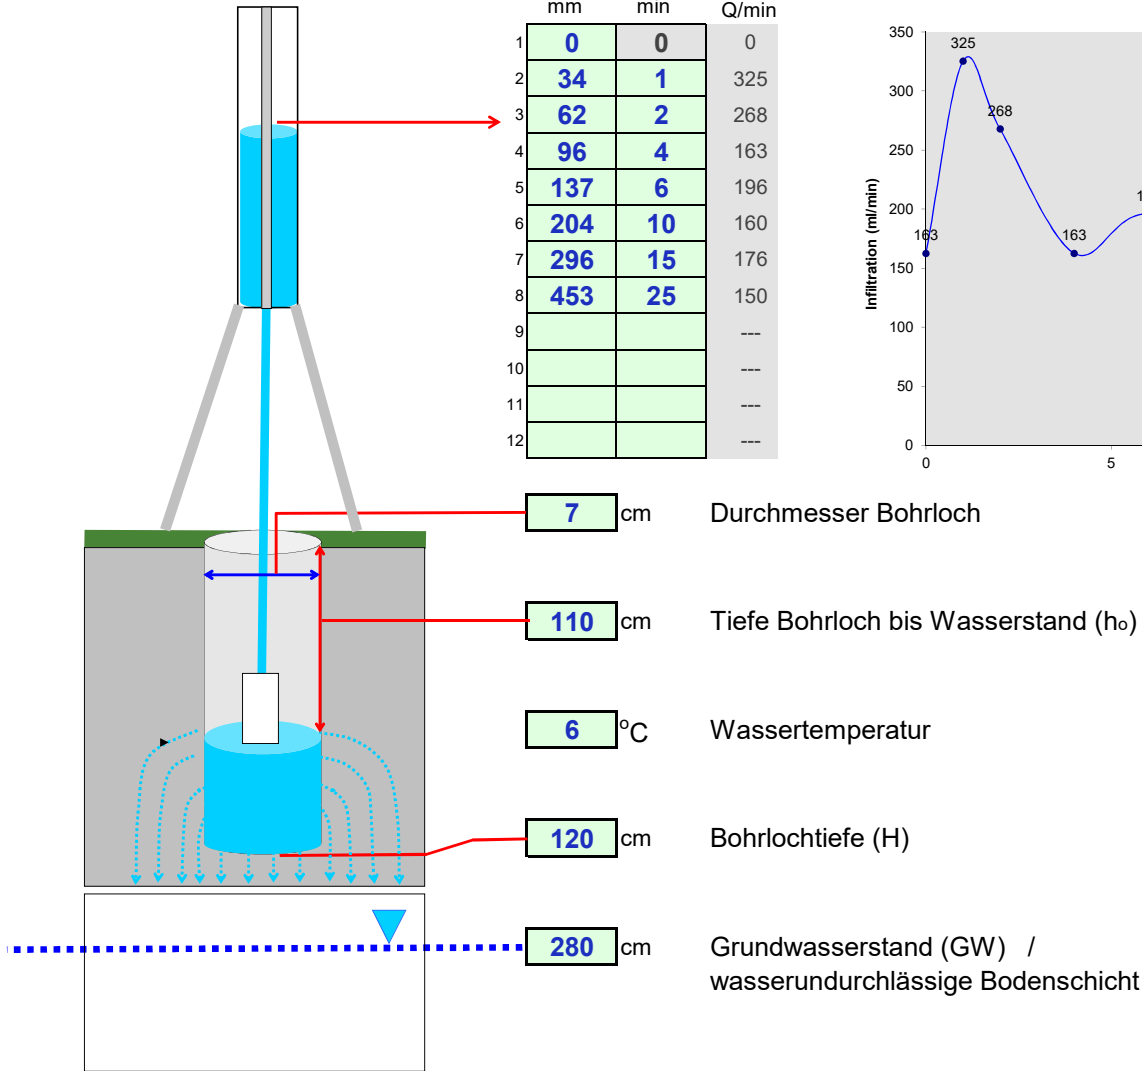 mm min Q/min
1 0 0 0
2 34 1 325
3 62 2 268
4 96 4 163
5 137 6 196
6 204 10 160
7 296 15 176
8 453 25 150
9 ---
10 ---
11 ---
12 ---
Infiltration (ml/min)
350
300
250
200
150
100
50
0
0 5
163
325
268
163
1
7 cm Durchmesser Bohrloch
110 cm Tiefe Bohrloch bis Wasserstand (ho)
6 °C Wassertemperatur
120 cm Bohrlochtiefe (H)
280 cm Grundwasserstand (GW) /
wasserundurchlässige Bodenschicht